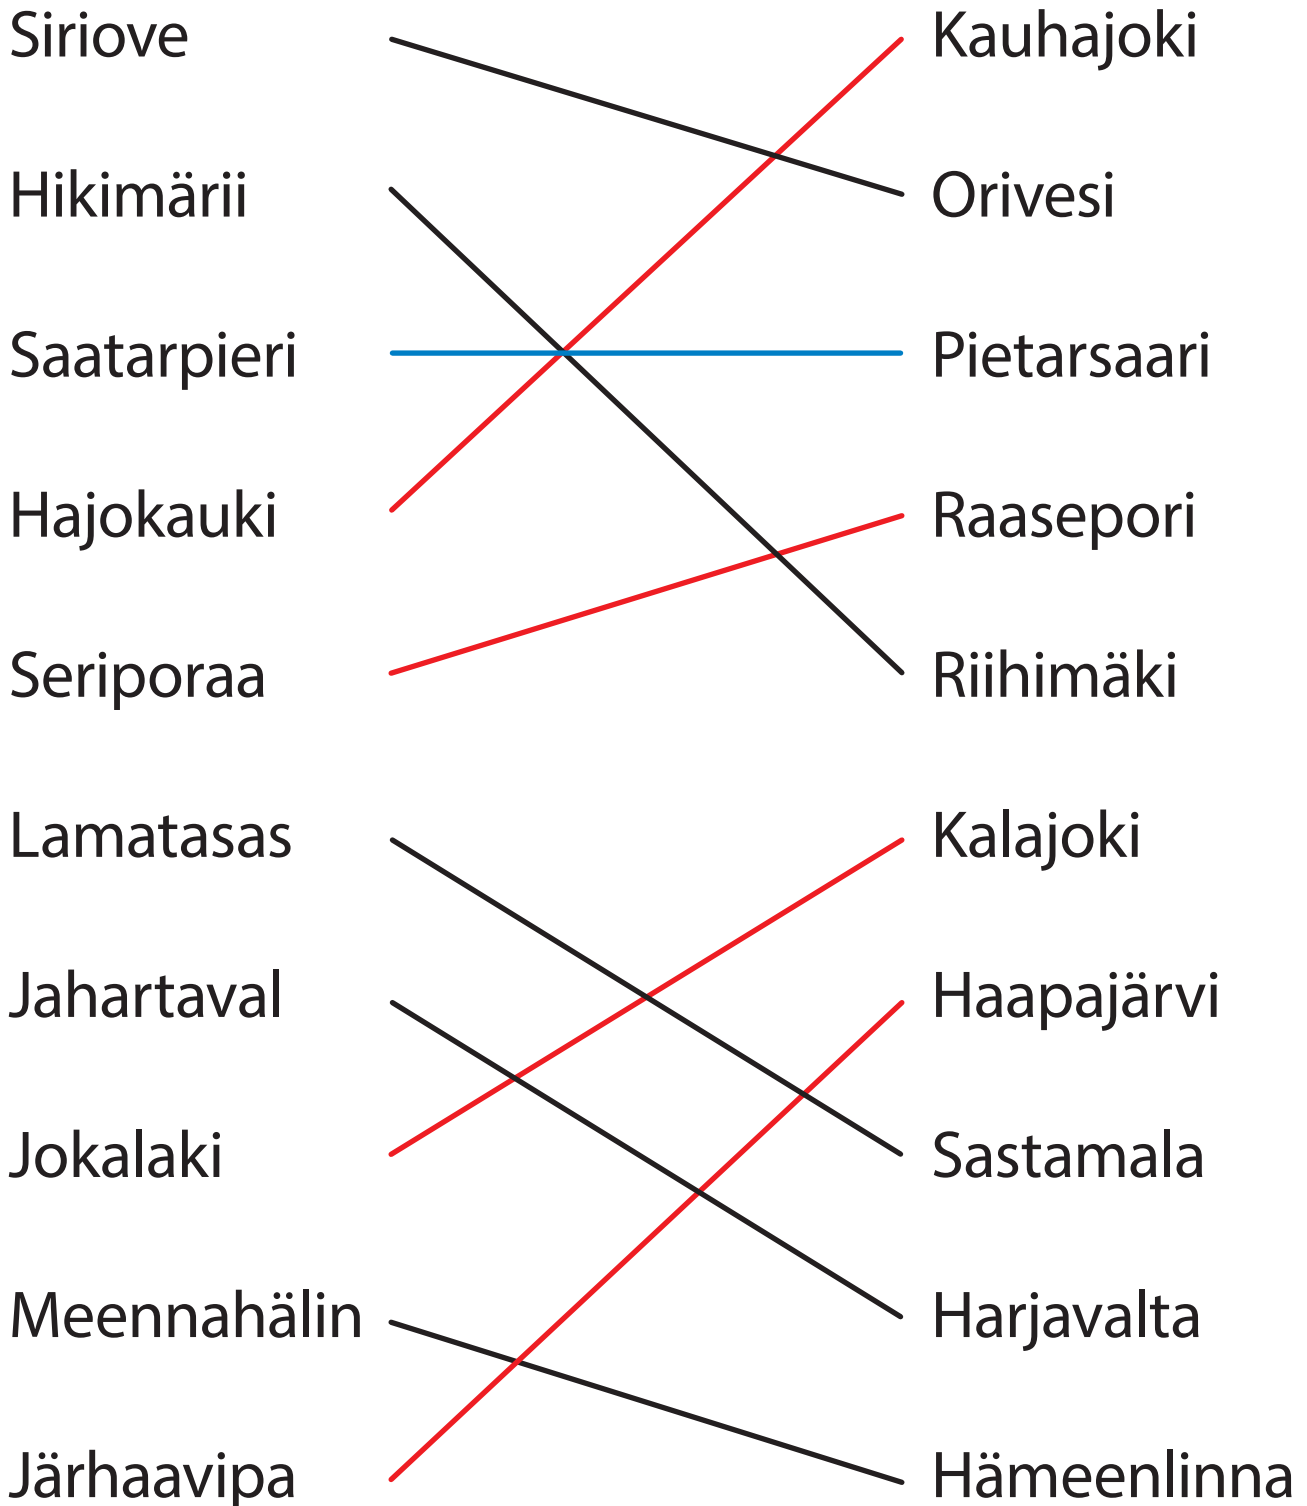 Siriove Kauhajoki
Hikimärii Orivesi
Saatarpieri Pietarsaari
Hajokauki Raasepori
Seriporaa Riihimäki
Lamatasas Kalajoki
Jahartaval Haapajärvi
Jokalaki Sastamala
Meennahälin Harjavalta
Järhaavipa Hämeenlinna